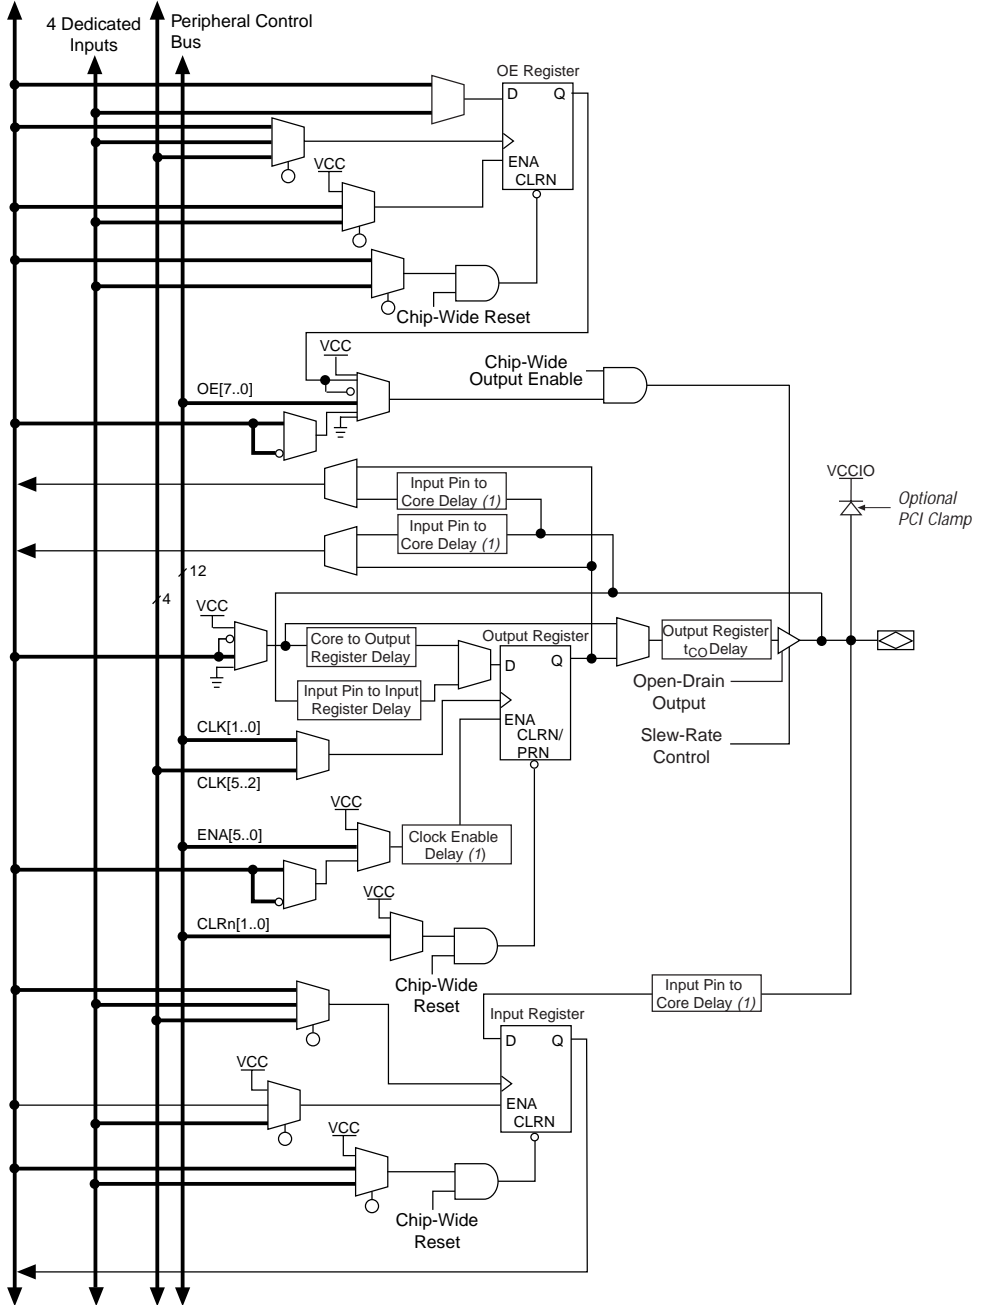 4 Dedicated
Inputs
Peripheral Control
Bus
OE Register
D
Q
ENA
CLRN
VCC
Chip-Wide Reset
VCC
Chip-Wide
Output Enable
OE[7..0]
VCCIO
Optional
PCI Clamp
Input Pin to
Core Delay (1)
Input Pin to
Core Delay (1)
12
4
VCC
Core to Output
Register Delay
Output Register
D
Q
Output Register
tCO Delay
Input Pin to Input
Register Delay
Open-Drain
Output
ENA
CLRN/
PRN
CLK[1..0]
Slew-Rate
Control
CLK[5..2]
VCC
ENA[5..0]
Clock Enable
Delay (1)
VCC
CLRn[1..0]
Chip-Wide
Reset
Input Pin to
Core Delay (1)
Input Register
D
Q
VCC
ENA
CLRN
VCC
Chip-Wide
Reset